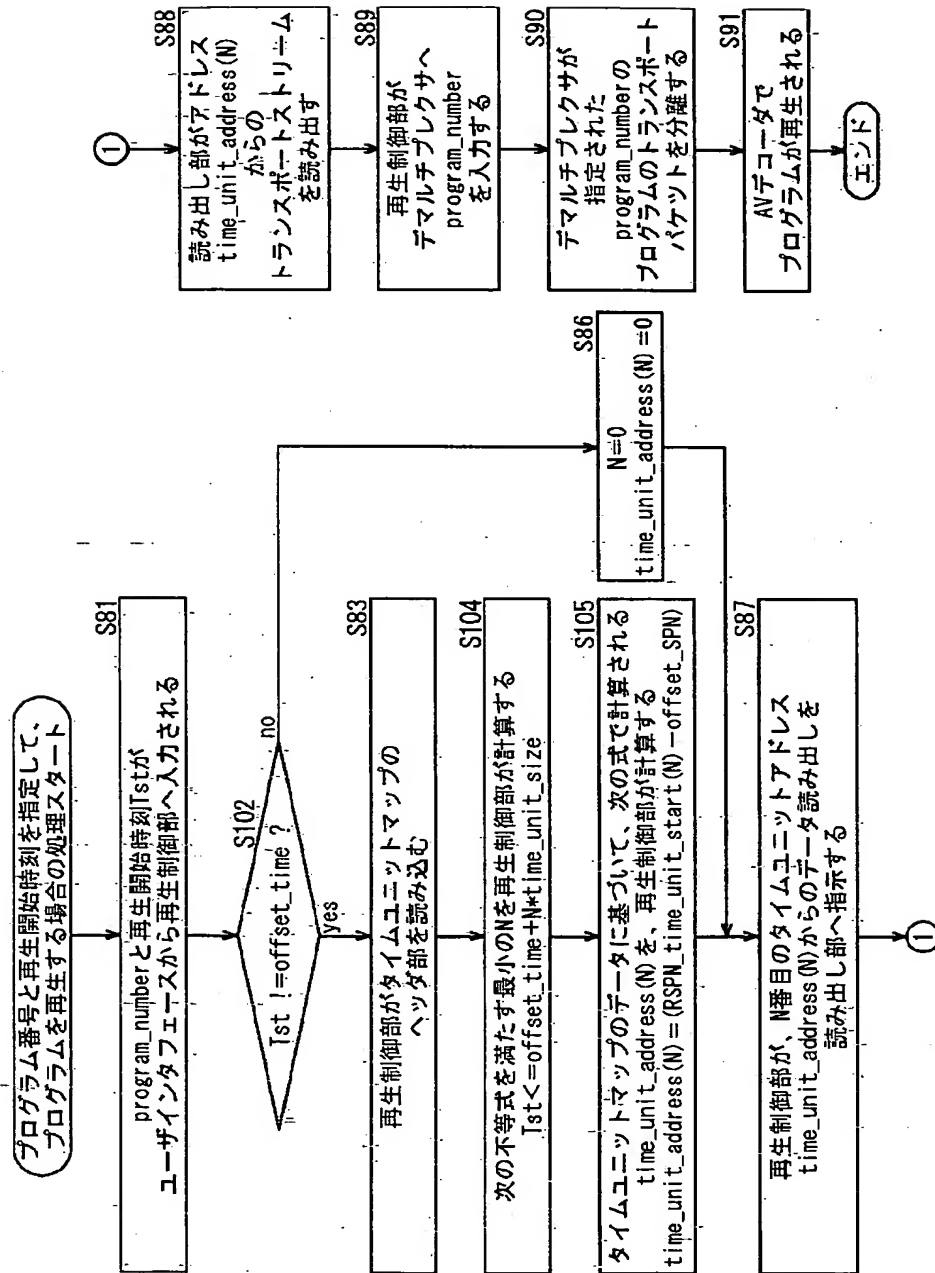 プログラム番号と再生開始時刻を指定して、
プログラムを再生する場合の処理スタート
S81
program_numberと再生開始時刻Tstが
ユーザインタフェースから再生制御部へ入力される
S102
Tst !=offset_time ?
no
yes
S83
再生制御部がタイムユニットマップの
ヘッダ部を読み込む
S104
次の不等式を満たす最小のNを再生制御部が計算する
Tst<=offset_time+N*time_unit_size
S105
タイムユニットマップのデータに基づいて、次の式で計算される
time_unit_address(N)を、再生制御部が計算する
time_unit_address(N)=(RSPN_time_unit_start(N)-offset_SPN)
S86
N=0
time_unit_address(N)=0
S87
再生制御部が、N番目のタイムユニットアドレス
time_unit_address(N)からのデータ読み出しを
読み出し部へ指示する
1
1
S88
読み出し部がアドレス
time_unit_address(N)
からの
トランスポートストリーム
を読み出す
S89
再生制御部が
デマルチプレクサへ
program_number
を入力する
S90
デマルチプレクサが
指定された
program_numberの
プログラムのトランスポート
パケットを分離する
S91
AVデコーダで
プログラムが再生される
エンド